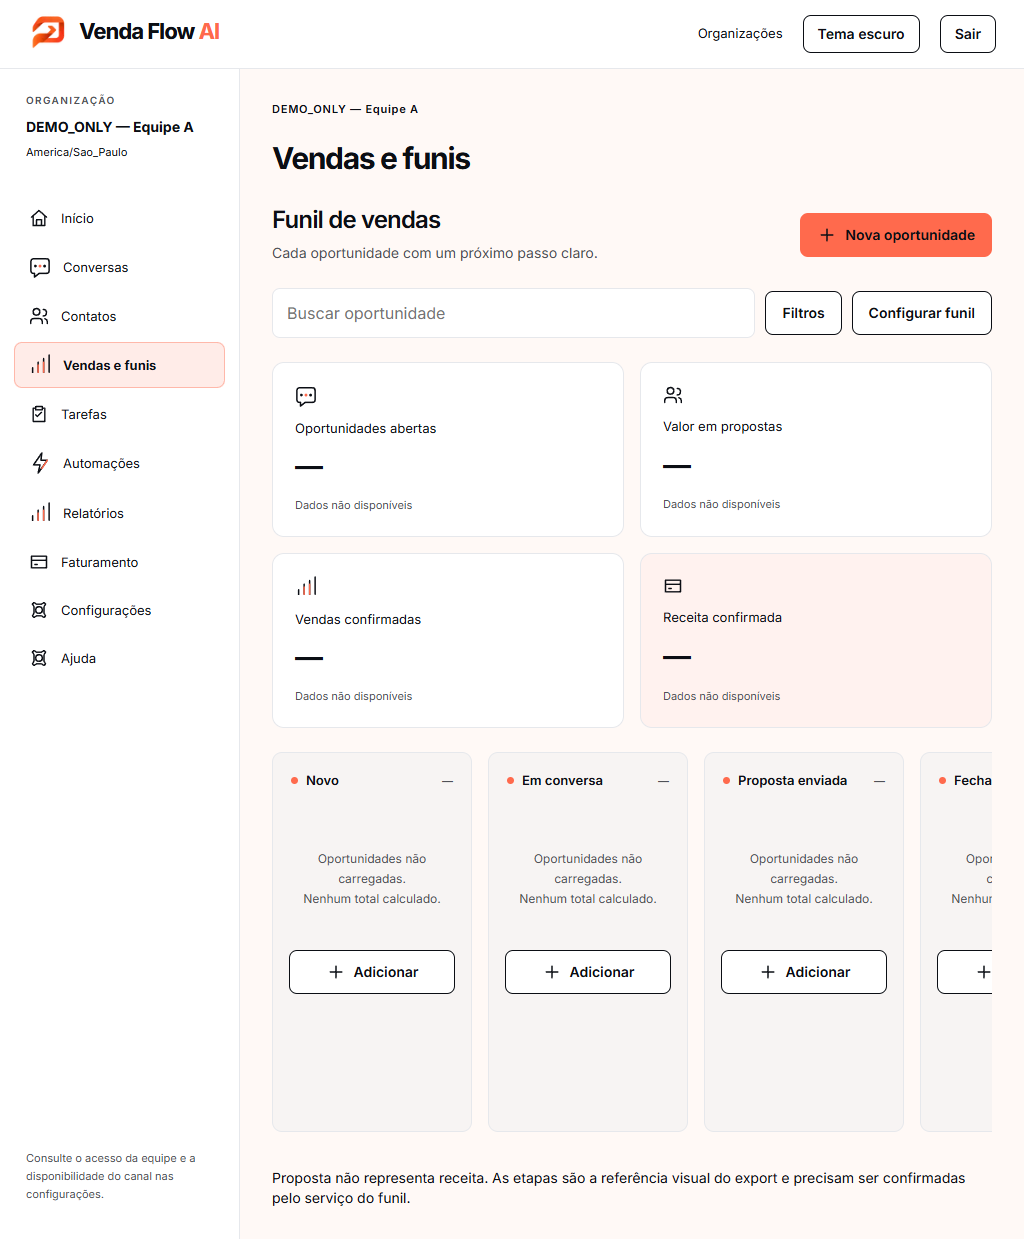 Venda Flow AI
Organizações
Tema escuro
Sair
ORGANIZAÇÃO
DEMO_ONLY — Equipe A
America/Sao_Paulo
Início
Conversas
Contatos
Vendas e funis
Tarefas
Automações
Relatórios
Faturamento
Configurações
Ajuda
Consulte o acesso da equipe e a
disponibilidade do canal nas
configurações.
DEMO_ONLY — Equipe A
Vendas e funis
Funil de vendas
Cada oportunidade com um próximo passo claro.
Nova oportunidade
Buscar oportunidade
Filtros
Configurar funil
Oportunidades abertas
—
Dados não disponíveis
Valor em propostas
—
Dados não disponíveis
Vendas confirmadas
—
Dados não disponíveis
Receita confirmada
—
Dados não disponíveis
Novo —
Oportunidades não
carregadas.
Nenhum total calculado.
Adicionar
Em conversa —
Oportunidades não
carregadas.
Nenhum total calculado.
Adicionar
Proposta enviada —
Oportunidades não
carregadas.
Nenhum total calculado.
Adicionar
Fecha
Opor
c
Nenhum
Proposta não representa receita. As etapas são a referência visual do export e precisam ser confirmadas
pelo serviço do funil.